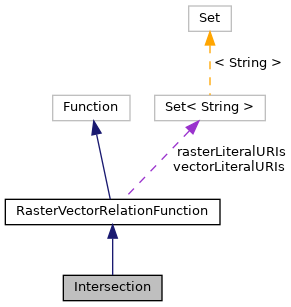 Set
< String >
Function
Set< String >
rasterLiteralURIs
vectorLiteralURIs
RasterVectorRelationFunction
Intersection